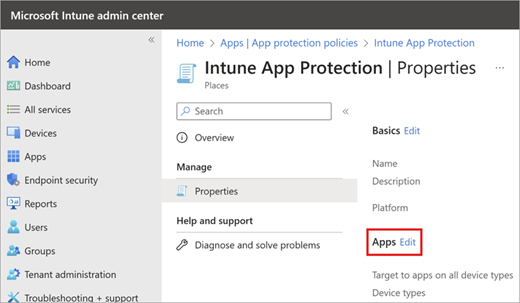 Microsoft Intune admin center
«
Home
Dashboard
All services
Devices
Apps
Endpoint security
Reports
Users
Groups
Tenant administration
Troubleshooting + support
Home > Apps | App protection policies > Intune App Protection
Intune App Protection | Properties ...
Places
Search «
Overview
Manage
Properties
Help and support
Diagnose and solve problems
Basics Edit
Name
Description
Platform
Apps Edit
Target to apps on all device types
Device types